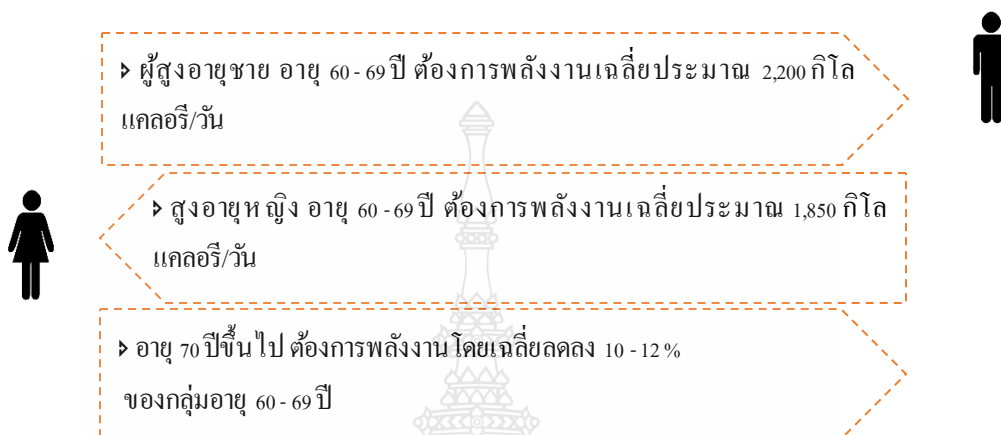 ▹ ผู้สูงอายุชาย อายุ 60 - 69 ปี ต้องการพลังงานเฉลี่ยประมาณ 2,200 กิโล
แคลอรี/วัน
▹ สูงอายุหญิง อายุ 60 -69 ปี ต้องการพลังงานเฉลี่ยประมาณ 1,850 กิโล
แคลอรี/วัน
▹ อายุ 70 ปีขึ้นไป ต้องการพลังงานโดยเฉลี่ยลดลง 10 - 12 %
ของกลุ่มอายุ 60 - 69 ปี